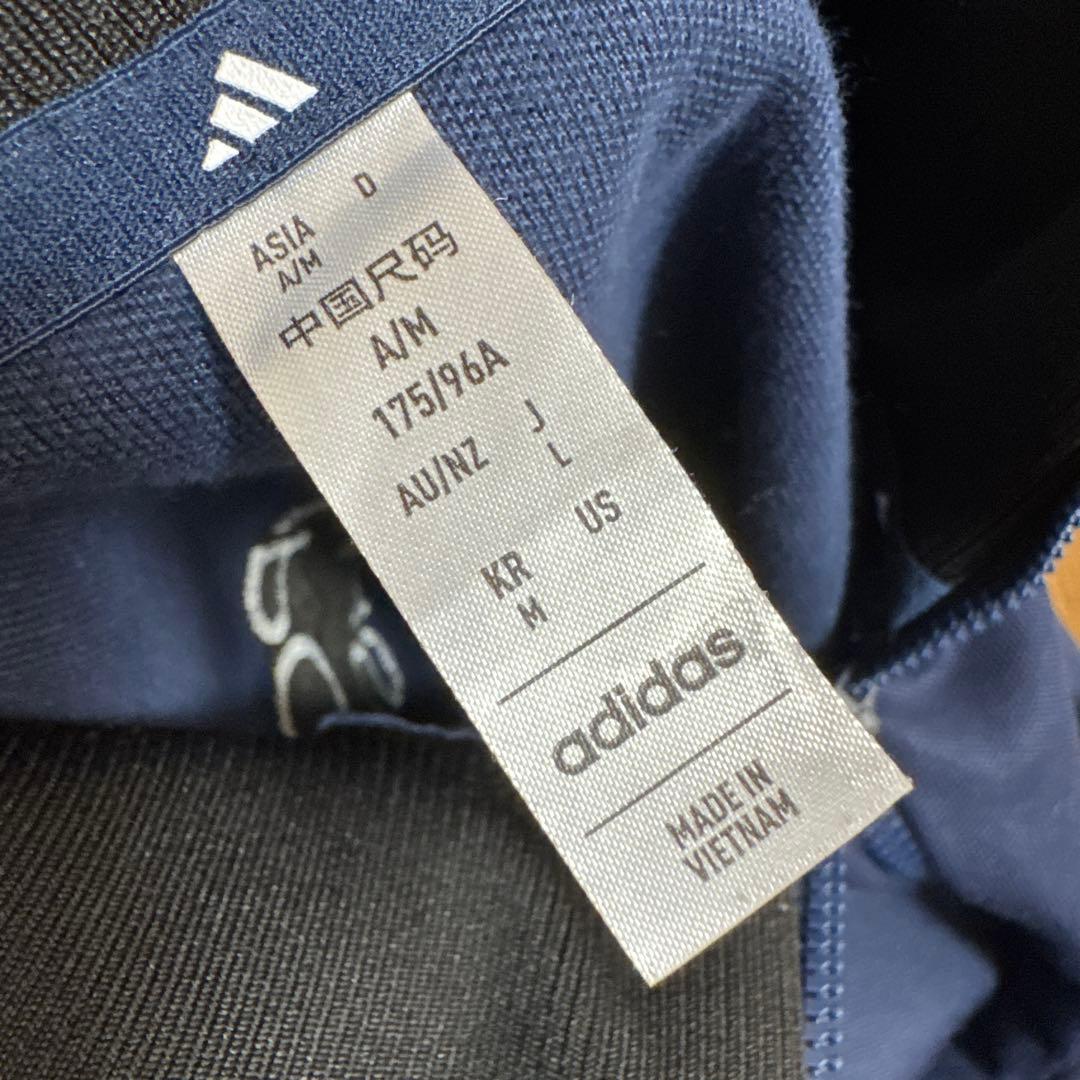 ASIA D
A/M
中国尺码
A/M
175/96A
AU/NZ J
L
KR US
M
adidas
MADE IN
VIETNAM